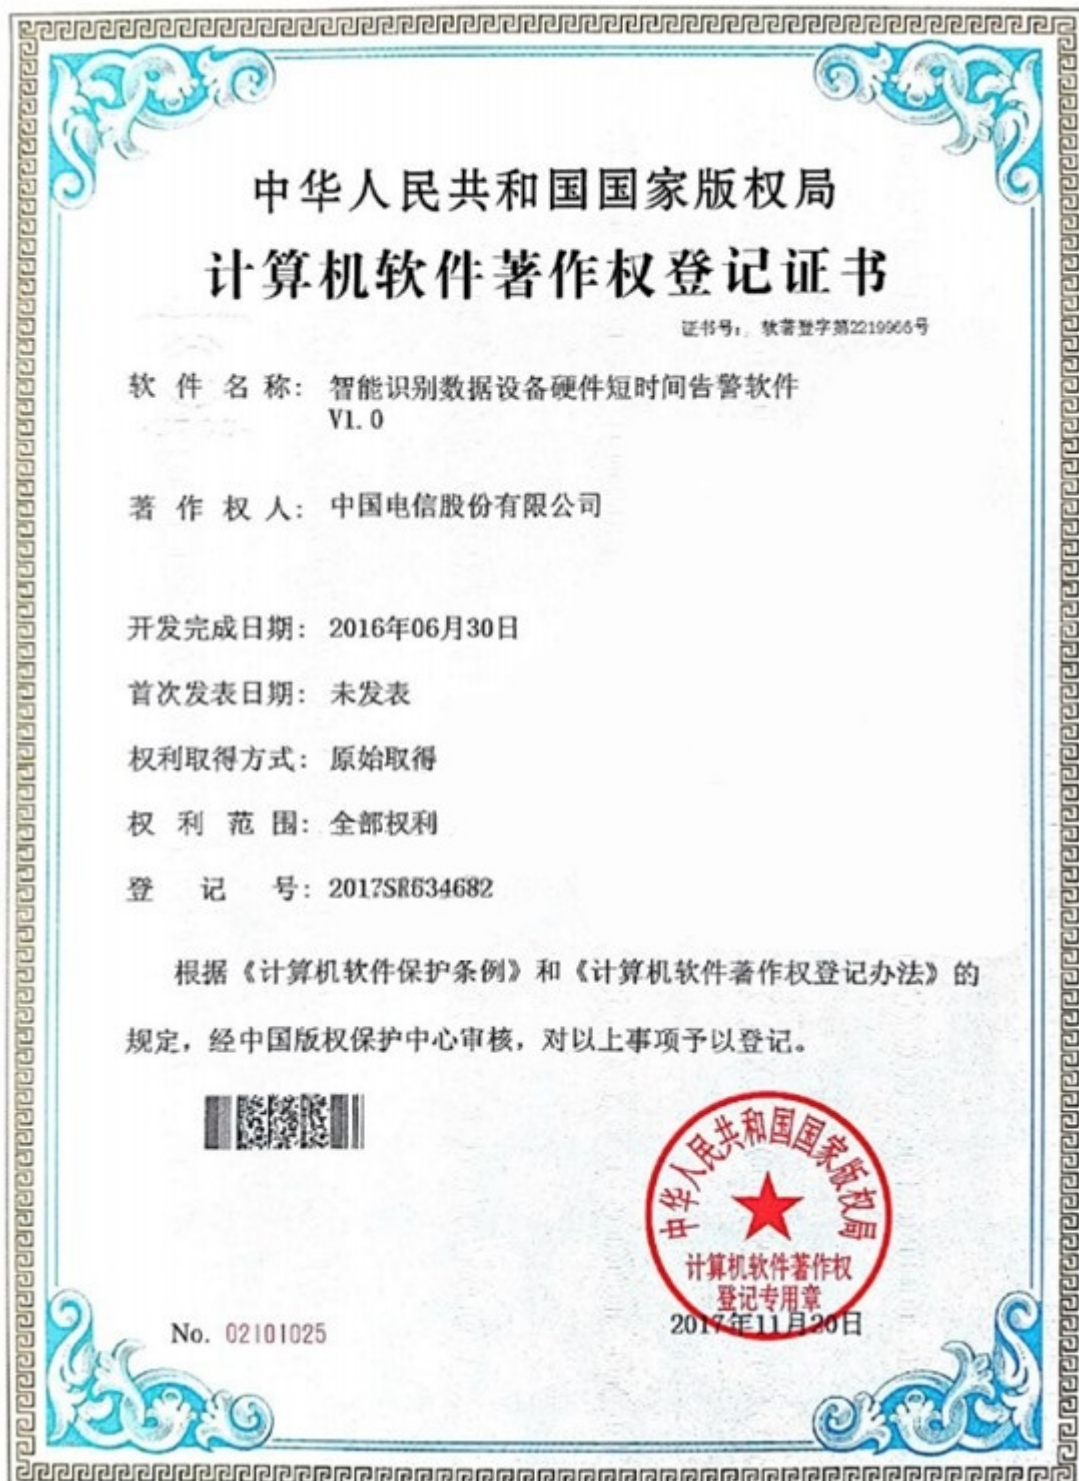 中华人民共和国国家版权局
计算机软件著作权登记证书
证书号： 软著登字第2219966号
软件名称： 智能识别数据设备硬件短时间告警软件
V1.0
著作权人： 中国电信股份有限公司
开发完成日期： 2016年06月30日
首次发表日期： 未发表
权利取得方式： 原始取得
权利范围： 全部权利
登记号： 2017SR634682
根据《计算机软件保护条例》和《计算机软件著作权登记办法》的
规定，经中国版权保护中心审核，对以上事项予以登记。
中华人民共和国国家版权局
计算机软件著作权
登记专用章
No. 02101025
2017年11月20日